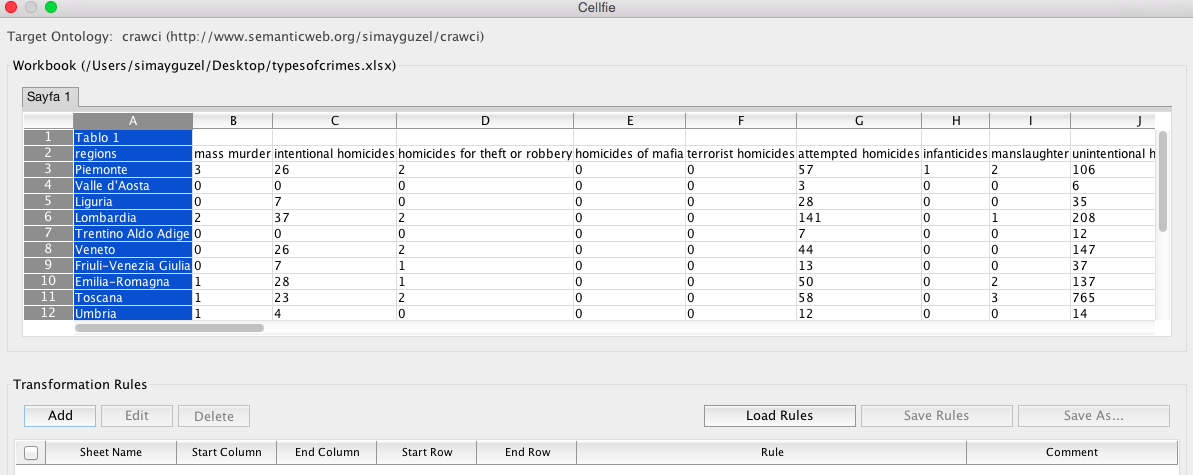 Cellfie
Target Ontology: crawci (http://www.semanticweb.org/simayguzel/crawci)
Workbook (/Users/simayguzel/Desktop/typesofcrimes.xlsx)
Sayfa 1
A B C D E F G H I J
1 Tablo 1
2 regions mass murder intentional homicides homicides for theft or robbery homicides of mafia terrorist homicides attempted homicides infanticides manslaughter unintentional h
3 Piemonte 3 26 2 0 0 57 1 2 106
4 Valle d'Aosta 0 0 0 0 0 3 0 0 6
5 Liguria 0 7 0 0 0 28 0 0 35
6 Lombardia 2 37 2 0 0 141 0 1 208
7 Trentino Aldo Adige 0 0 0 0 0 7 0 0 12
8 Veneto 0 26 2 0 0 44 0 0 147
9 Friuli-Venezia Giulia 0 7 1 0 0 13 0 0 37
10 Emilia-Romagna 1 28 1 0 0 50 0 2 137
11 Toscana 1 23 2 0 0 58 0 3 765
12 Umbria 1 4 0 0 0 12 0 0 14
Transformation Rules
Add Edit Delete Load Rules Save Rules Save As...
Sheet Name Start Column End Column Start Row End Row Rule Comment